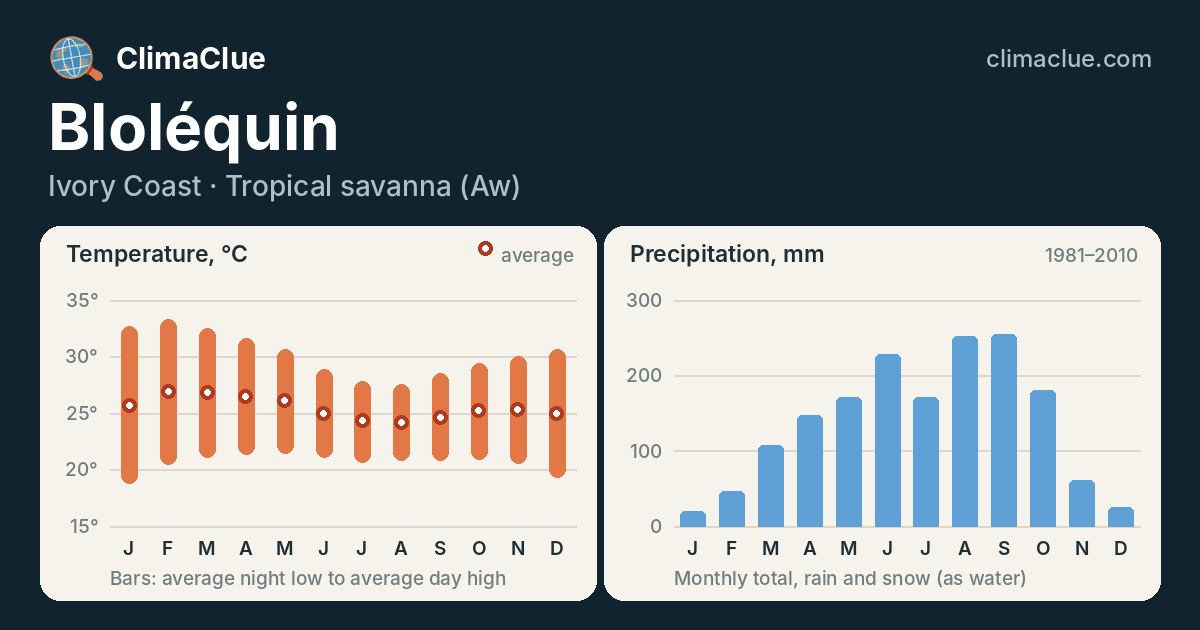 ClimaClue
climaclue.com
Bloléquin
Ivory Coast · Tropical savanna (Aw)
Temperature, °C
average
35°
30°
25°
20°
15°
J F M A M J J A S O N D
Bars: average night low to average day high
Precipitation, mm
1981–2010
300
200
100
0
J F M A M J J A S O N D
Monthly total, rain and snow (as water)